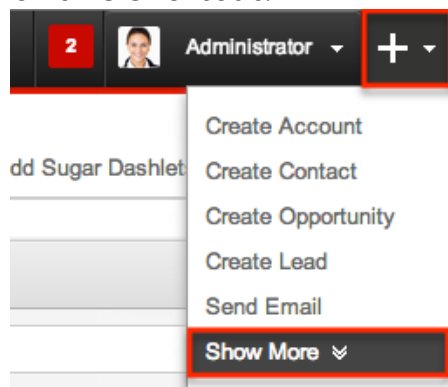 2 Administrator
Create Account
dd Sugar Dashlet
Create Contact
Create Opportunity
Create Lead
Send Email
Show More